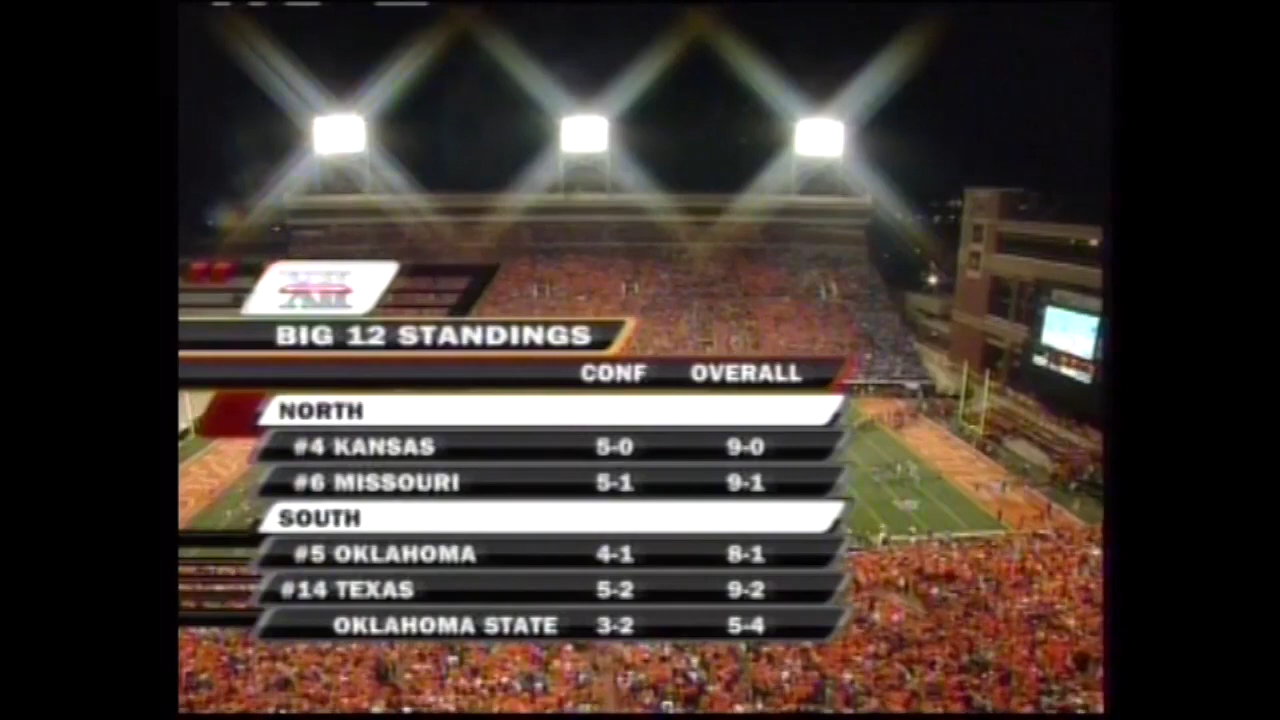 XII
BIG 12 STANDINGS
CONF OVERALL
NORTH
#4 KANSAS 5-0 9-0
#6 MISSOURI 5-1 9-1
SOUTH
#5 OKLAHOMA 4-1 8-1
#14 TEXAS 5-2 9-2
OKLAHOMA STATE 3-2 5-4